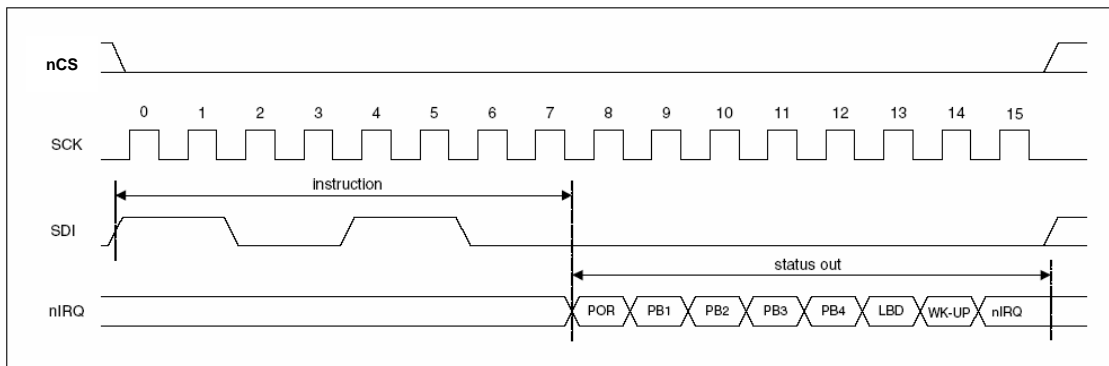 nCS
0 1 2 3 4 5 6 7 8 9 10 11 12 13 14 15
SCK
instruction
SDI
status out
nIRQ POR PB1 PB2 PB3 PB4 LBD WK-UP nIRQ